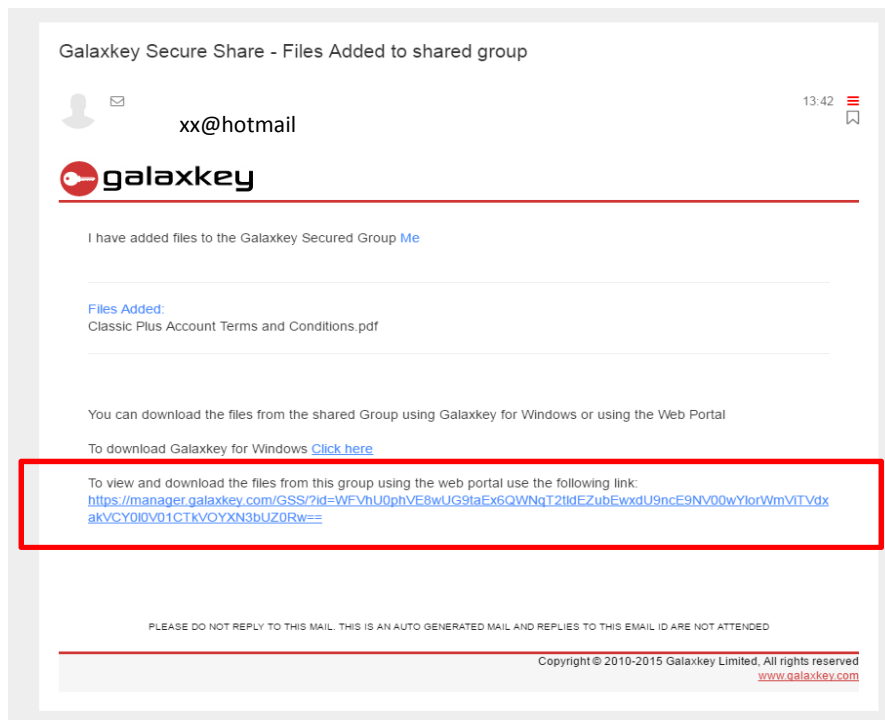 Galaxkey Secure Share - Files Added to shared group
13:42
xx@hotmail
galaxkey
I have added files to the Galaxkey Secured Group Me
Files Added:
Classic Plus Account Terms and Conditions.pdf
You can download the files from the shared Group using Galaxkey for Windows or using the Web Portal
To download Galaxkey for Windows Click here
To view and download the files from this group using the web portal use the following link:
https://manager.galaxkey.com/GSS/?id=WFVhU0phVE8wUG9taEx6QWNqT2tIdEZubEwxdU9ncE9NV00wYlorWmViTVdx
akVCY0I0V01CTkVOYXN3bUZ0Rw==
PLEASE DO NOT REPLY TO THIS MAIL. THIS IS AN AUTO GENERATED MAIL AND REPLIES TO THIS EMAIL ID ARE NOT ATTENDED
Copyright © 2010-2015 Galaxkey Limited, All rights reserved
www.galaxkey.com